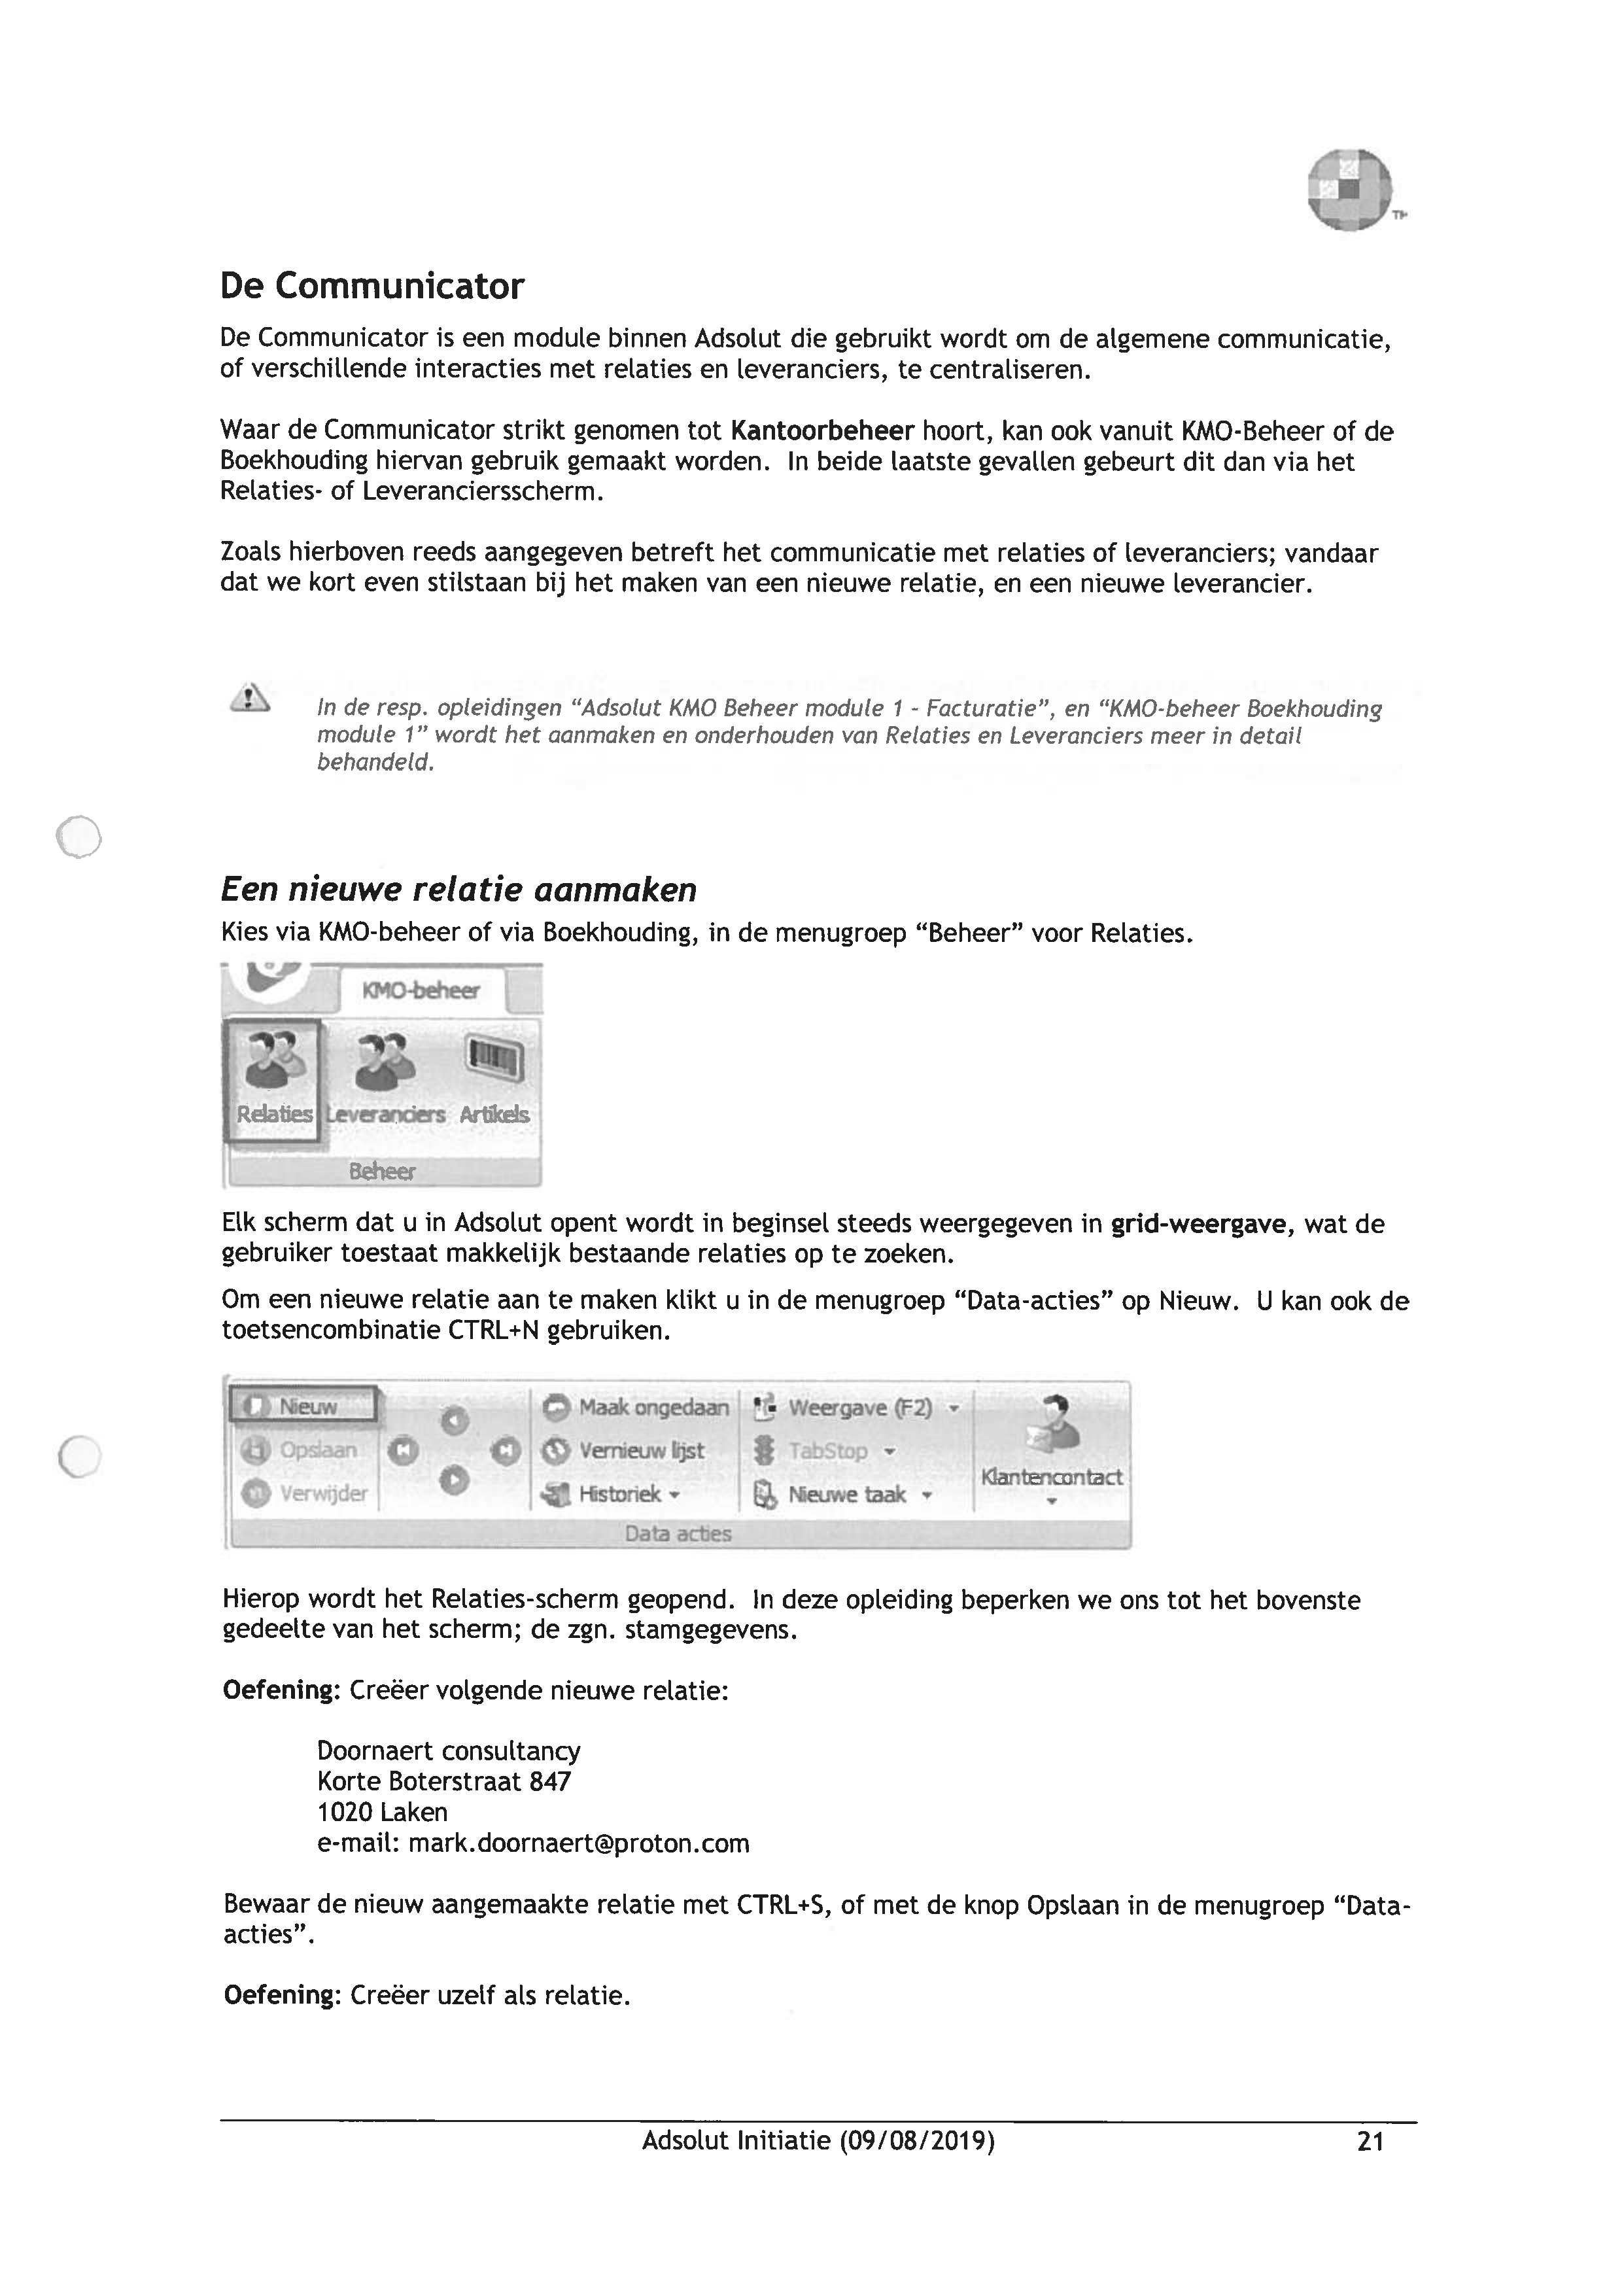 TM
De Communicator
De Communicator is een module binnen Adsolut die gebruikt wordt om de algemene communicatie,
of verschillende interacties met relaties en leveranciers, te centraliseren.
Waar de Communicator strikt genomen tot Kantoorbeheer hoort, kan ook vanuit KMO-Beheer of de
Boekhouding hiervan gebruik gemaakt worden.  In beide laatste gevallen gebeurt dit dan via het
Relaties- of Leveranciersscherm.
Zoals hierboven reeds aangegeven betreft het communicatie met relaties of leveranciers; vandaar
dat we kort even stilstaan bij het maken van een nieuwe relatie, en een nieuwe leverancier.
In de resp. opleidingen “Adsolut KMO Beheer module 1 - Facturatie”, en “KMO-beheer Boekhouding
module 1” wordt het aanmaken en onderhouden van Relaties en Leveranciers meer in detail
behandeld.
Een nieuwe relatie aanmaken
Kies via KMO-beheer of via Boekhouding, in de menugroep “Beheer” voor Relaties.
KMO-beheer
Relaties Leveranciers Artikels
Beheer
Elk scherm dat u in Adsolut opent wordt in beginsel steeds weergegeven in grid-weergave, wat de
gebruiker toestaat makkelijk bestaande relaties op te zoeken.
Om een nieuwe relatie aan te maken klikt u in de menugroep “Data-acties” op Nieuw.  U kan ook de
toetsencombinatie CTRL+N gebruiken.
Nieuw Maak ongedaan Weergave (F2)
Opslaan Vernieuw lijst TabStop
Klantencontact
Verwijder Historiek Nieuwe taak
Data acties
Hierop wordt het Relaties-scherm geopend.  In deze opleiding beperken we ons tot het bovenste
gedeelte van het scherm; de zgn. stamgegevens.
Oefening: Creëer volgende nieuwe relatie:
Doornaert consultancy
Korte Boterstraat 847
1020 Laken
e-mail: mark.doornaert@proton.com
Bewaar de nieuw aangemaakte relatie met CTRL+S, of met de knop Opslaan in de menugroep “Data-
acties”.
Oefening: Creëer uzelf als relatie.
Adsolut Initiatie (09/08/2019) 21